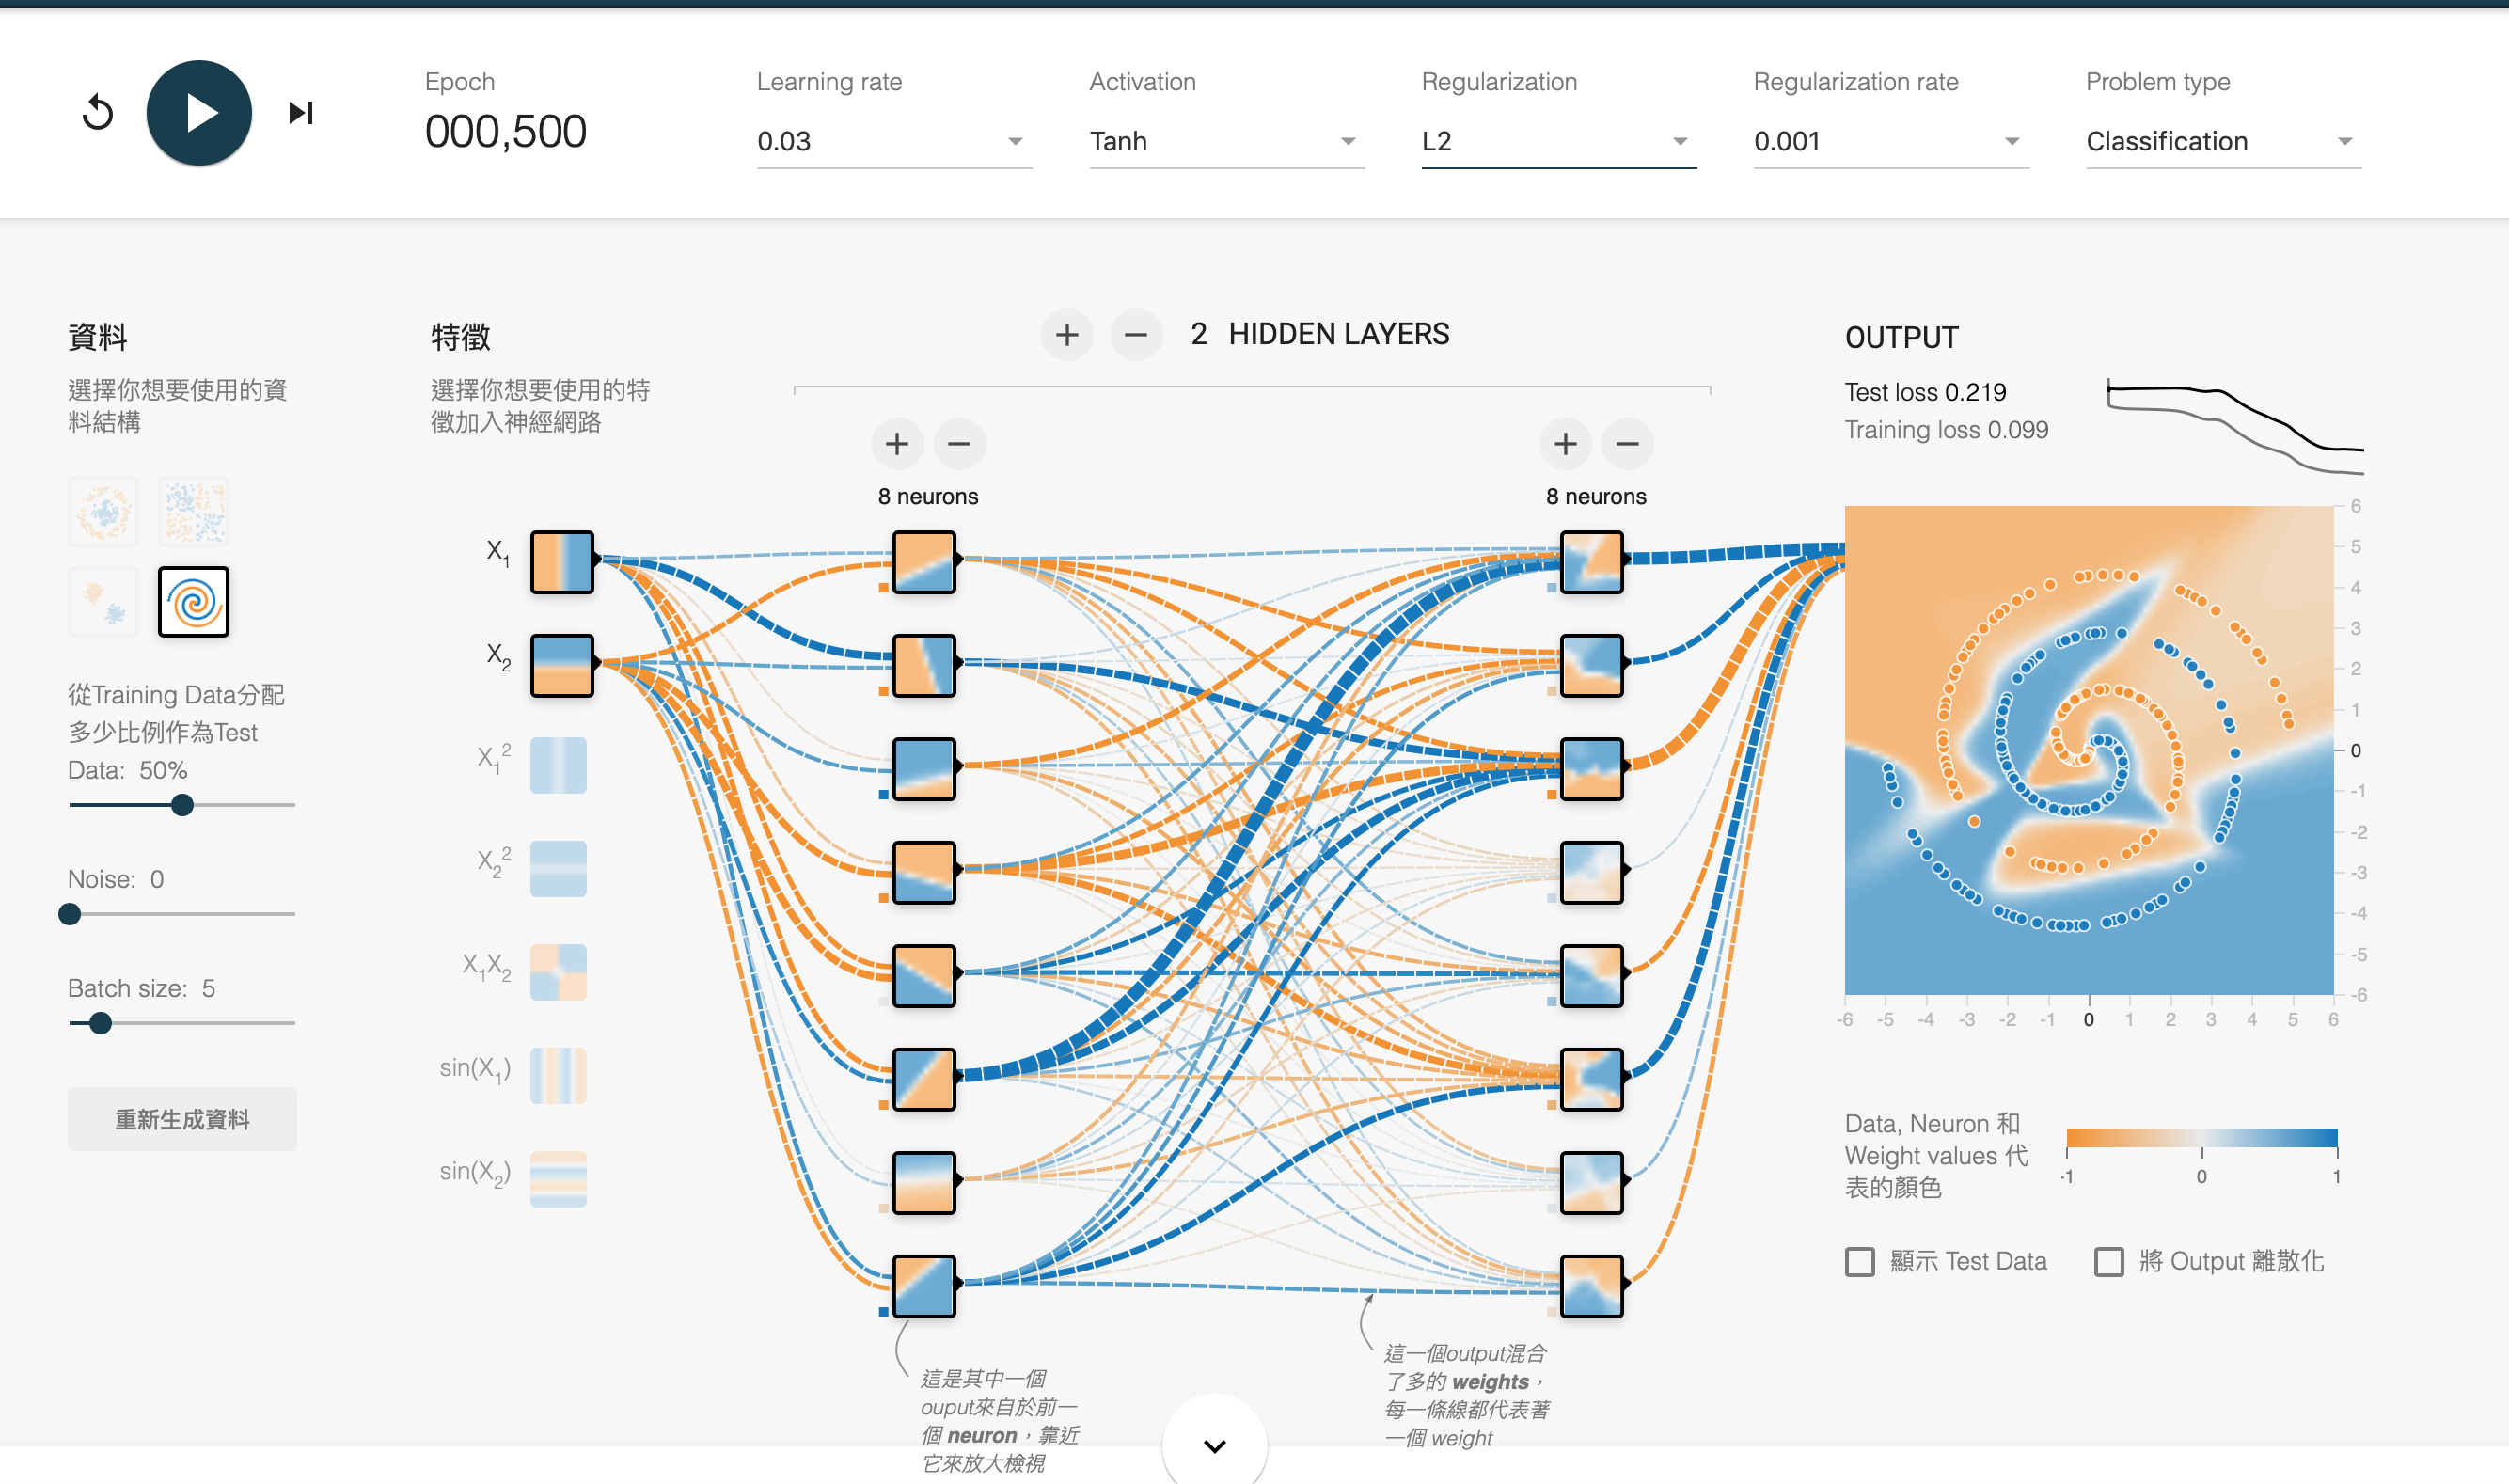 Epoch
000,500
Learning rate
0.03
Activation
Tanh
Regularization
L2
Regularization rate
0.001
Problem type
Classification
資料
選擇你想要使用的資
料結構
從Training Data分配
多少比例作為Test
Data: 50%
Noise: 0
Batch size: 5
重新生成資料
特徵
選擇你想要使用的特
徵加入神經網路
X1
X2
X1²
X2²
X1X2
sin(X1)
sin(X2)
2 HIDDEN LAYERS
8 neurons
8 neurons
這是其中一個
ouput來自於前一
個 neuron，靠近
它來放大檢視
這一個output混合
了多的 weights，
每一條線都代表著
一個 weight
OUTPUT
Test loss 0.219
Training loss 0.099
6
5
4
3
2
1
0
-1
-2
-3
-4
-5
-6
-6 -5 -4 -3 -2 -1 0 1 2 3 4 5 6
Data, Neuron 和
Weight values 代
表的顏色
-1 0 1
顯示 Test Data
將 Output 離散化